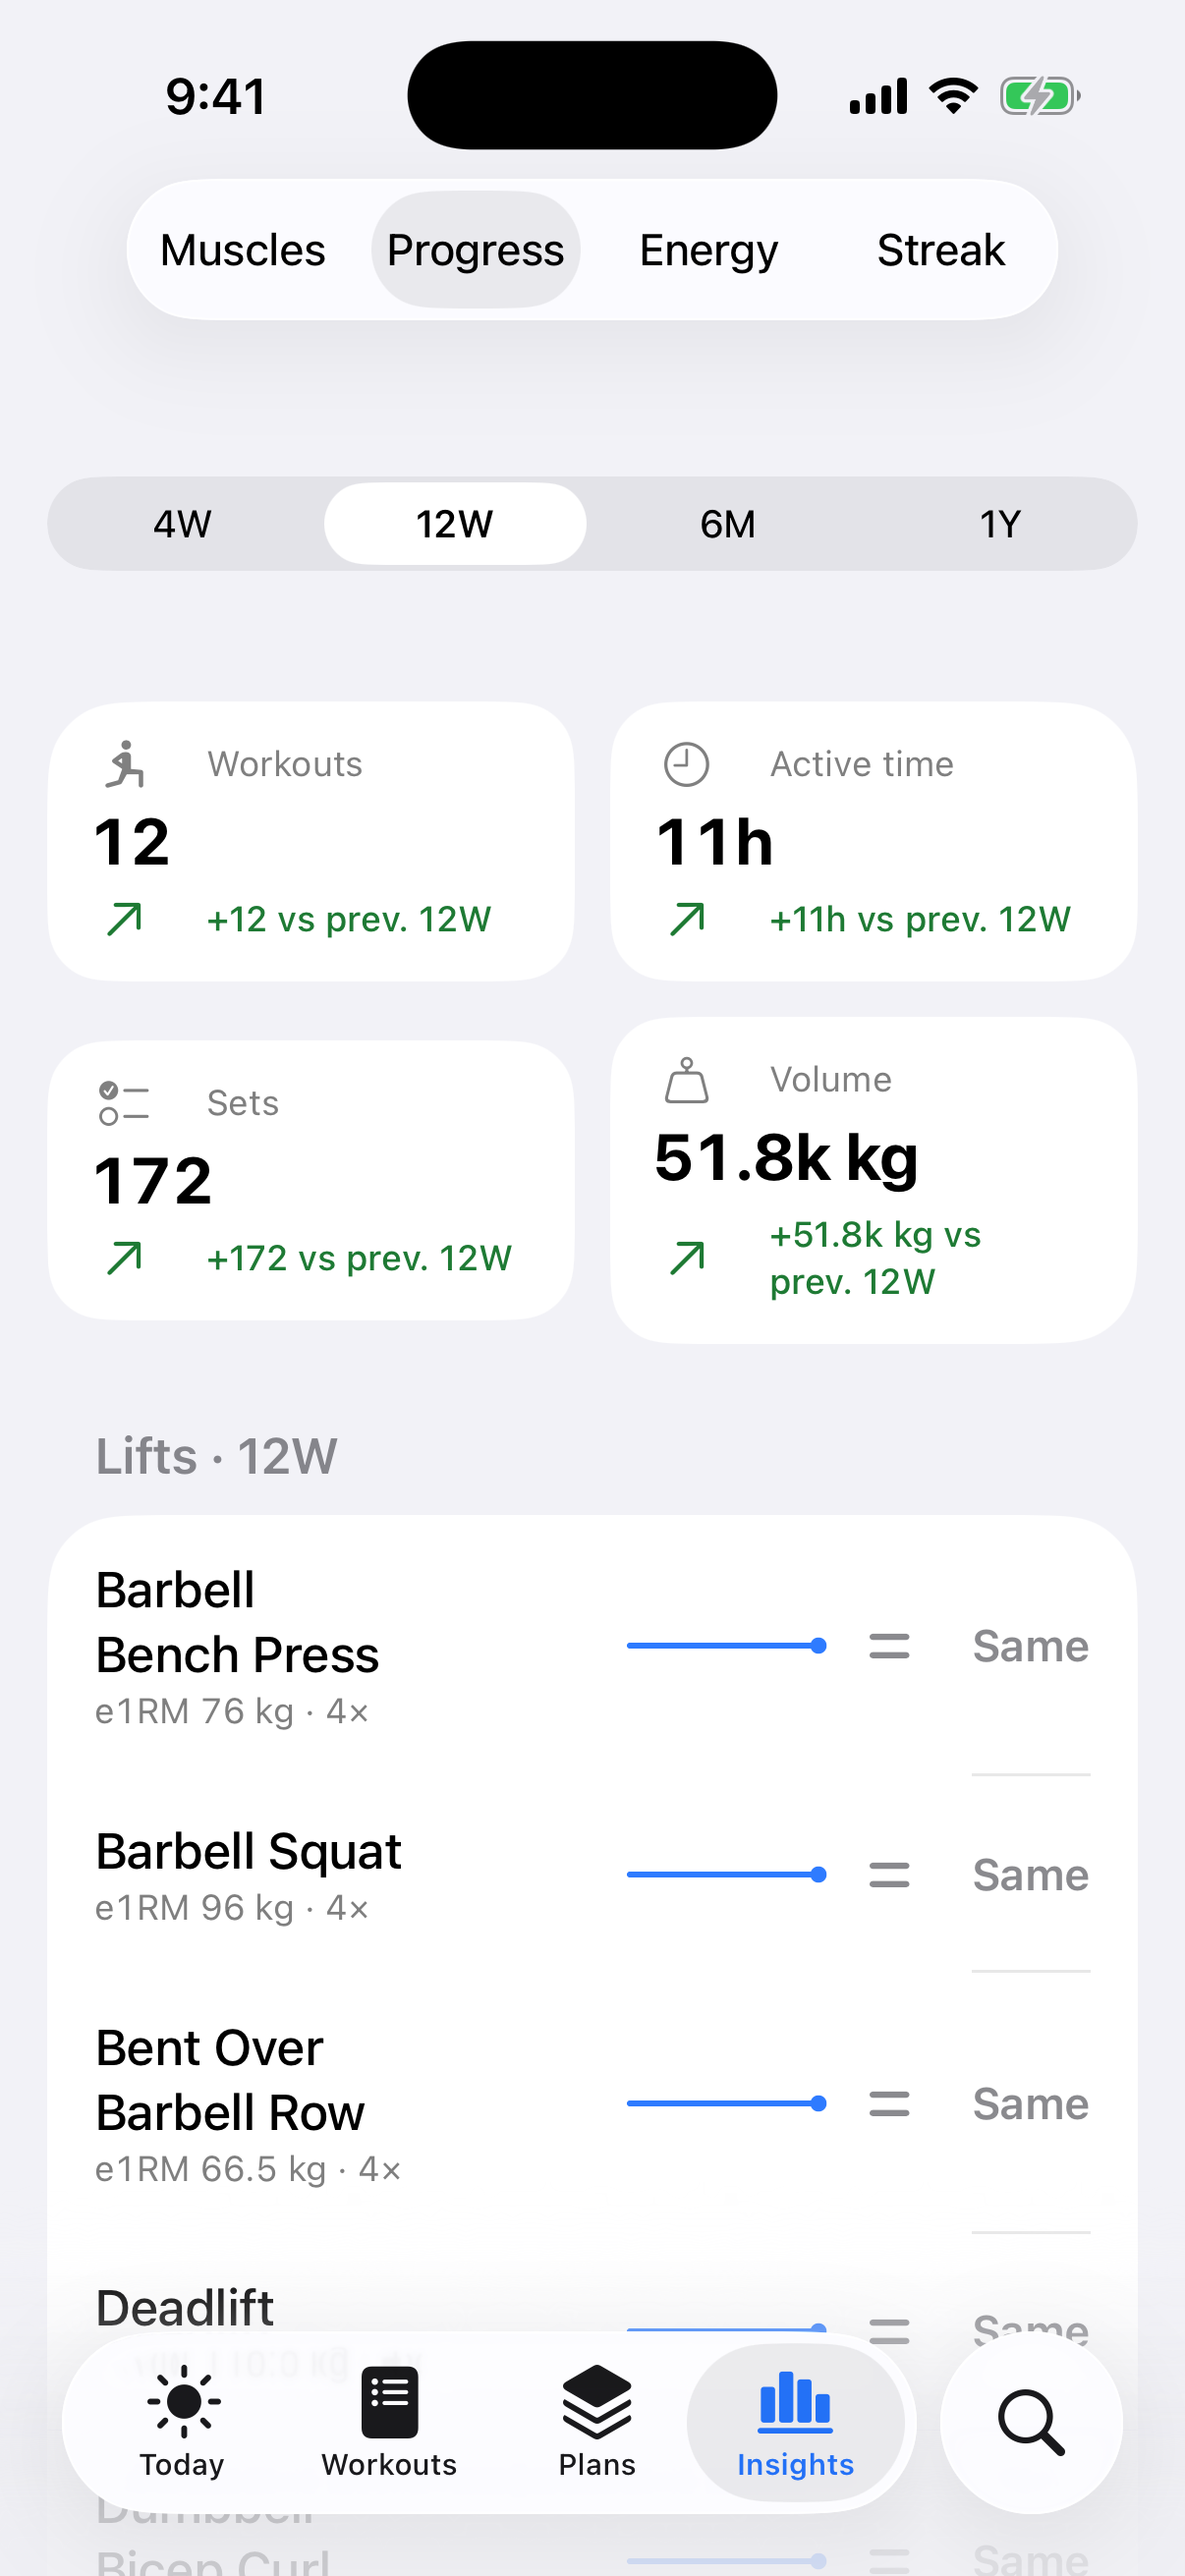 9:41
Muscles Progress Energy Streak
4W 12W 6M 1Y
Workouts
12
+12 vs prev. 12W
Active time
11h
+11h vs prev. 12W
Sets
172
+172 vs prev. 12W
Volume
51.8k kg
+51.8k kg vs
prev. 12W
Lifts · 12W
Barbell
Bench Press
e1RM 76 kg · 4×
Same
Barbell Squat
e1RM 96 kg · 4×
Same
Bent Over
Barbell Row
e1RM 66.5 kg · 4×
Same
Deadlift
Same
Today Workouts Plans Insights
Dumbbell
Bicep Curl
Same